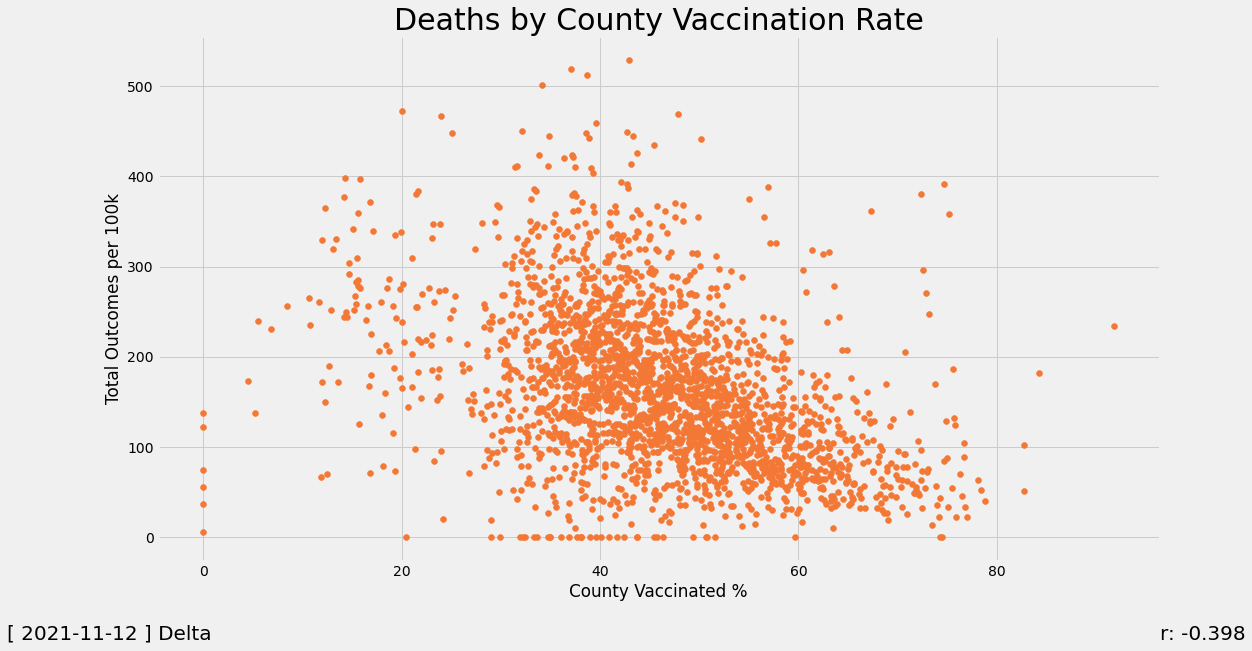 Deaths by County Vaccination Rate
Total Outcomes per 100k
500
400
300
200
100
0
0 20 40 60 80
County Vaccinated %
[ 2021-11-12 ] Delta r: -0.398